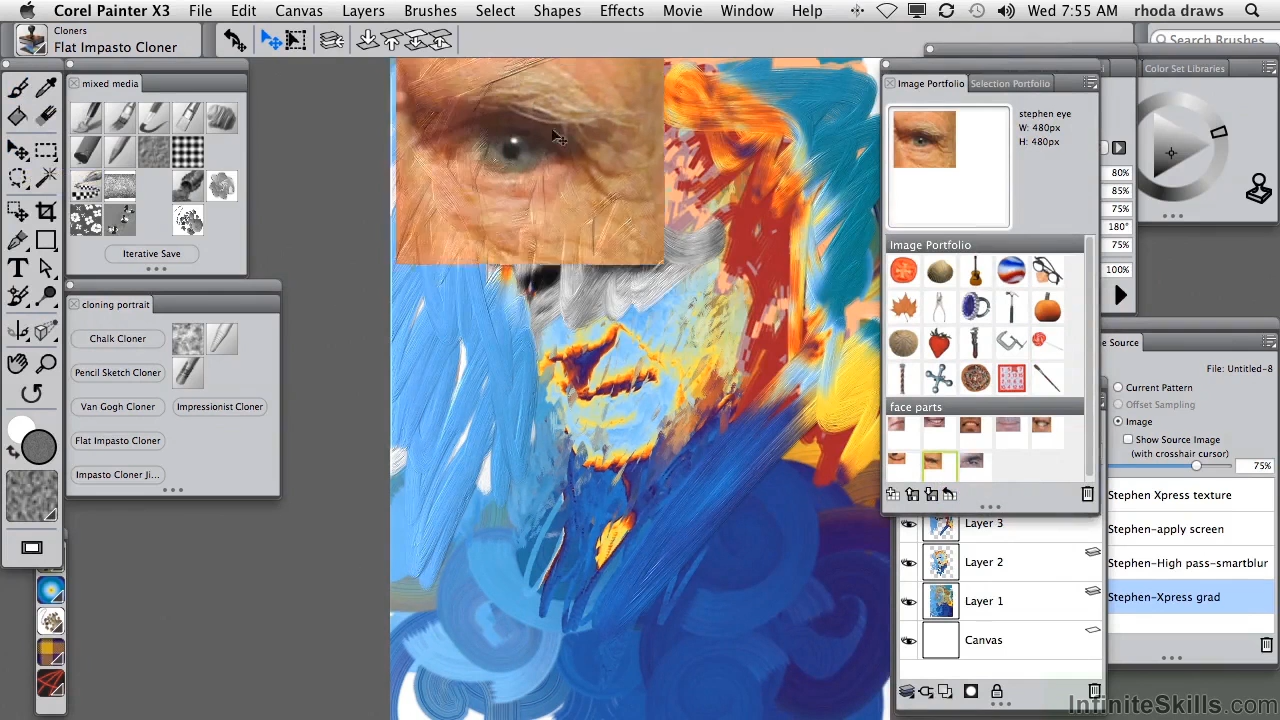 Corel Painter X3 File Edit Canvas Layers Brushes Select Shapes Effects Movie Window Help Wed 7:55 AM rhoda draws
Cloners
Flat Impasto Cloner
Search Brushes
mixed media
Iterative Save
cloning portrait
Chalk Cloner
Pencil Sketch Cloner
Van Gogh Cloner Impressionist Cloner
Flat Impasto Cloner
Impasto Cloner Ji...
Image Portfolio Selection Portfolio
stephen eye
W: 480px
H: 480px
Image Portfolio
face parts
Color Set Libraries
80%
85%
75%
180°
75%
100%
e Source
File: Untitled-8
Current Pattern
Offset Sampling
Image
Show Source Image
(with crosshair cursor)
75%
Stephen Xpress texture
Stephen-apply screen
Stephen-High pass-smartblur
Stephen-Xpress grad
Layer 3
Layer 2
Layer 1
Canvas
InfiniteSkills.com